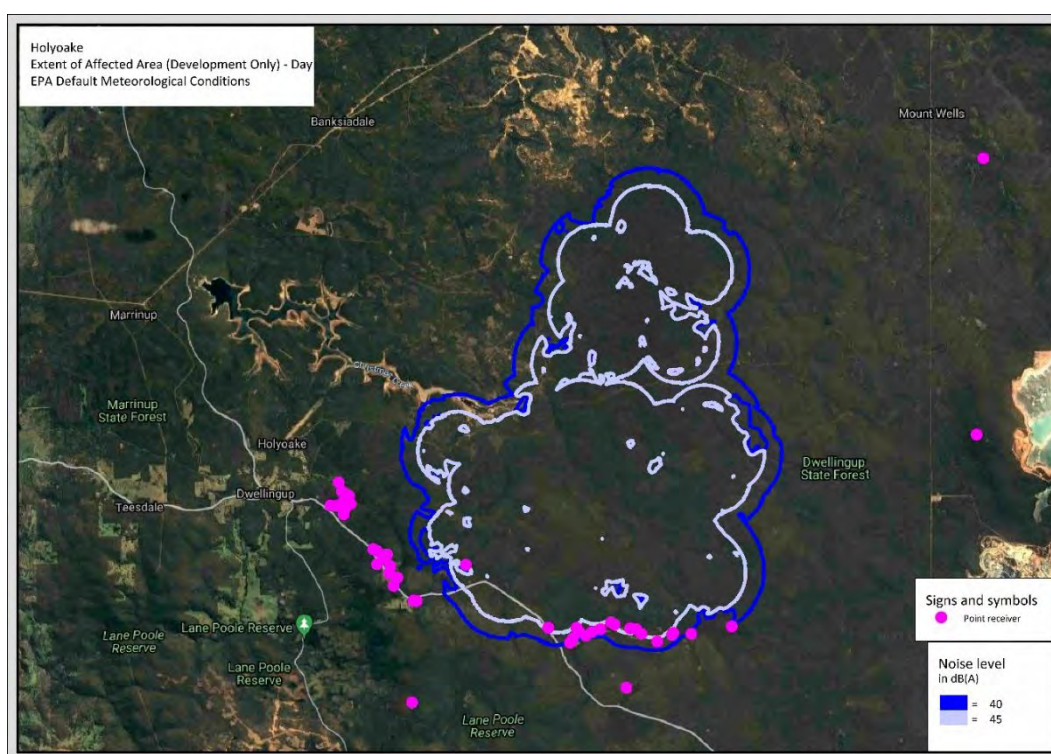 Holyoake
Extent of Affected Area (Development Only) - Day
EPA Default Meteorological Conditions
Banksiadale
Mount Wells
Marrinup
Marrinup
State Forest
Holyoake
Dwellingup
Teesdale
Dwellingup
State Forest
Lane Poole Reserve
Lane Poole
Reserve
Lane Poole
Reserve
Lane Poole
Reserve
Signs and symbols
Point receiver
Noise level
in dB(A)
= 40
= 45